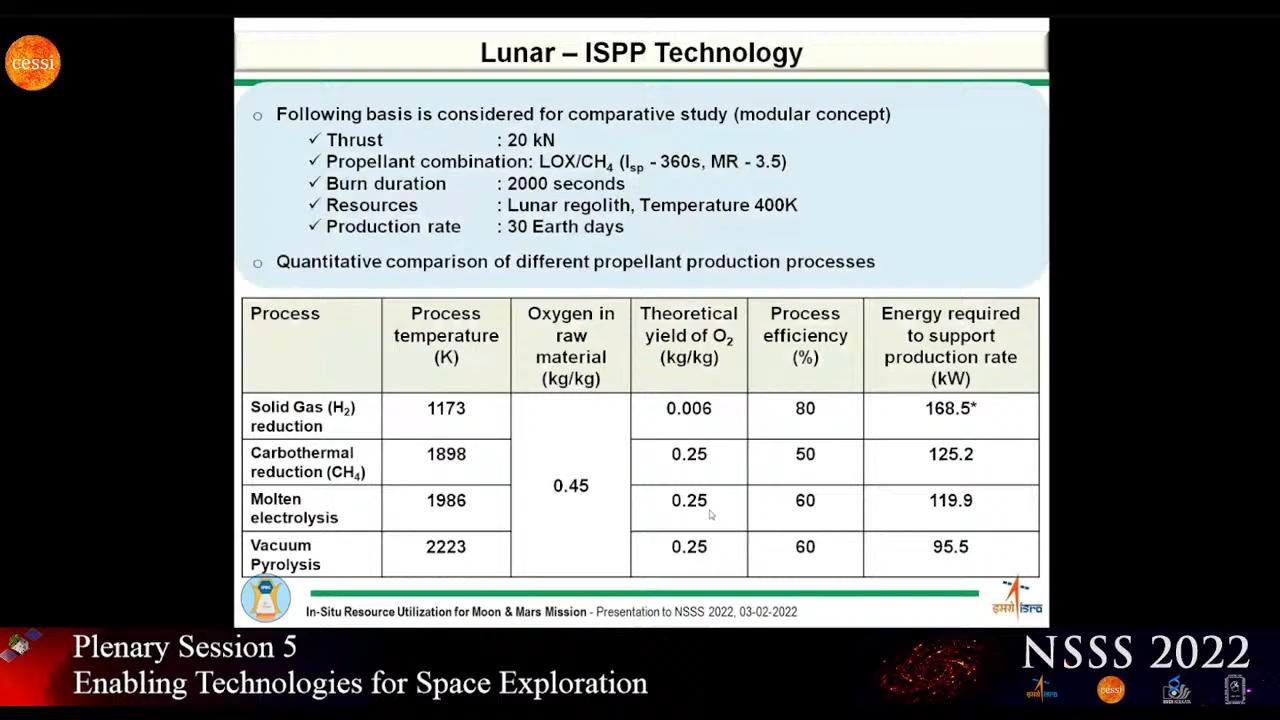 cessi
Lunar – ISPP Technology
○ Following basis is considered for comparative study (modular concept)
✓ Thrust : 20 kN
✓ Propellant combination: LOX/CH₄ (Iₛₚ - 360s, MR - 3.5)
✓ Burn duration : 2000 seconds
✓ Resources : Lunar regolith, Temperature 400K
✓ Production rate : 30 Earth days
○ Quantitative comparison of different propellant production processes
Process
Process
temperature
(K)
Oxygen in
raw
material
(kg/kg)
Theoretical
yield of O₂
(kg/kg)
Process
efficiency
(%)
Energy required
to support
production rate
(kW)
Solid Gas (H₂)
reduction
1173
0.45
0.006
80
168.5*
Carbothermal
reduction (CH₄)
1898
0.25
50
125.2
Molten
electrolysis
1986
0.25
60
119.9
Vacuum
Pyrolysis
2223
0.25
60
95.5
In-Situ Resource Utilization for Moon & Mars Mission - Presentation to NSSS 2022, 03-02-2022
इसरो isro
Plenary Session 5
Enabling Technologies for Space Exploration
NSSS 2022
cessi